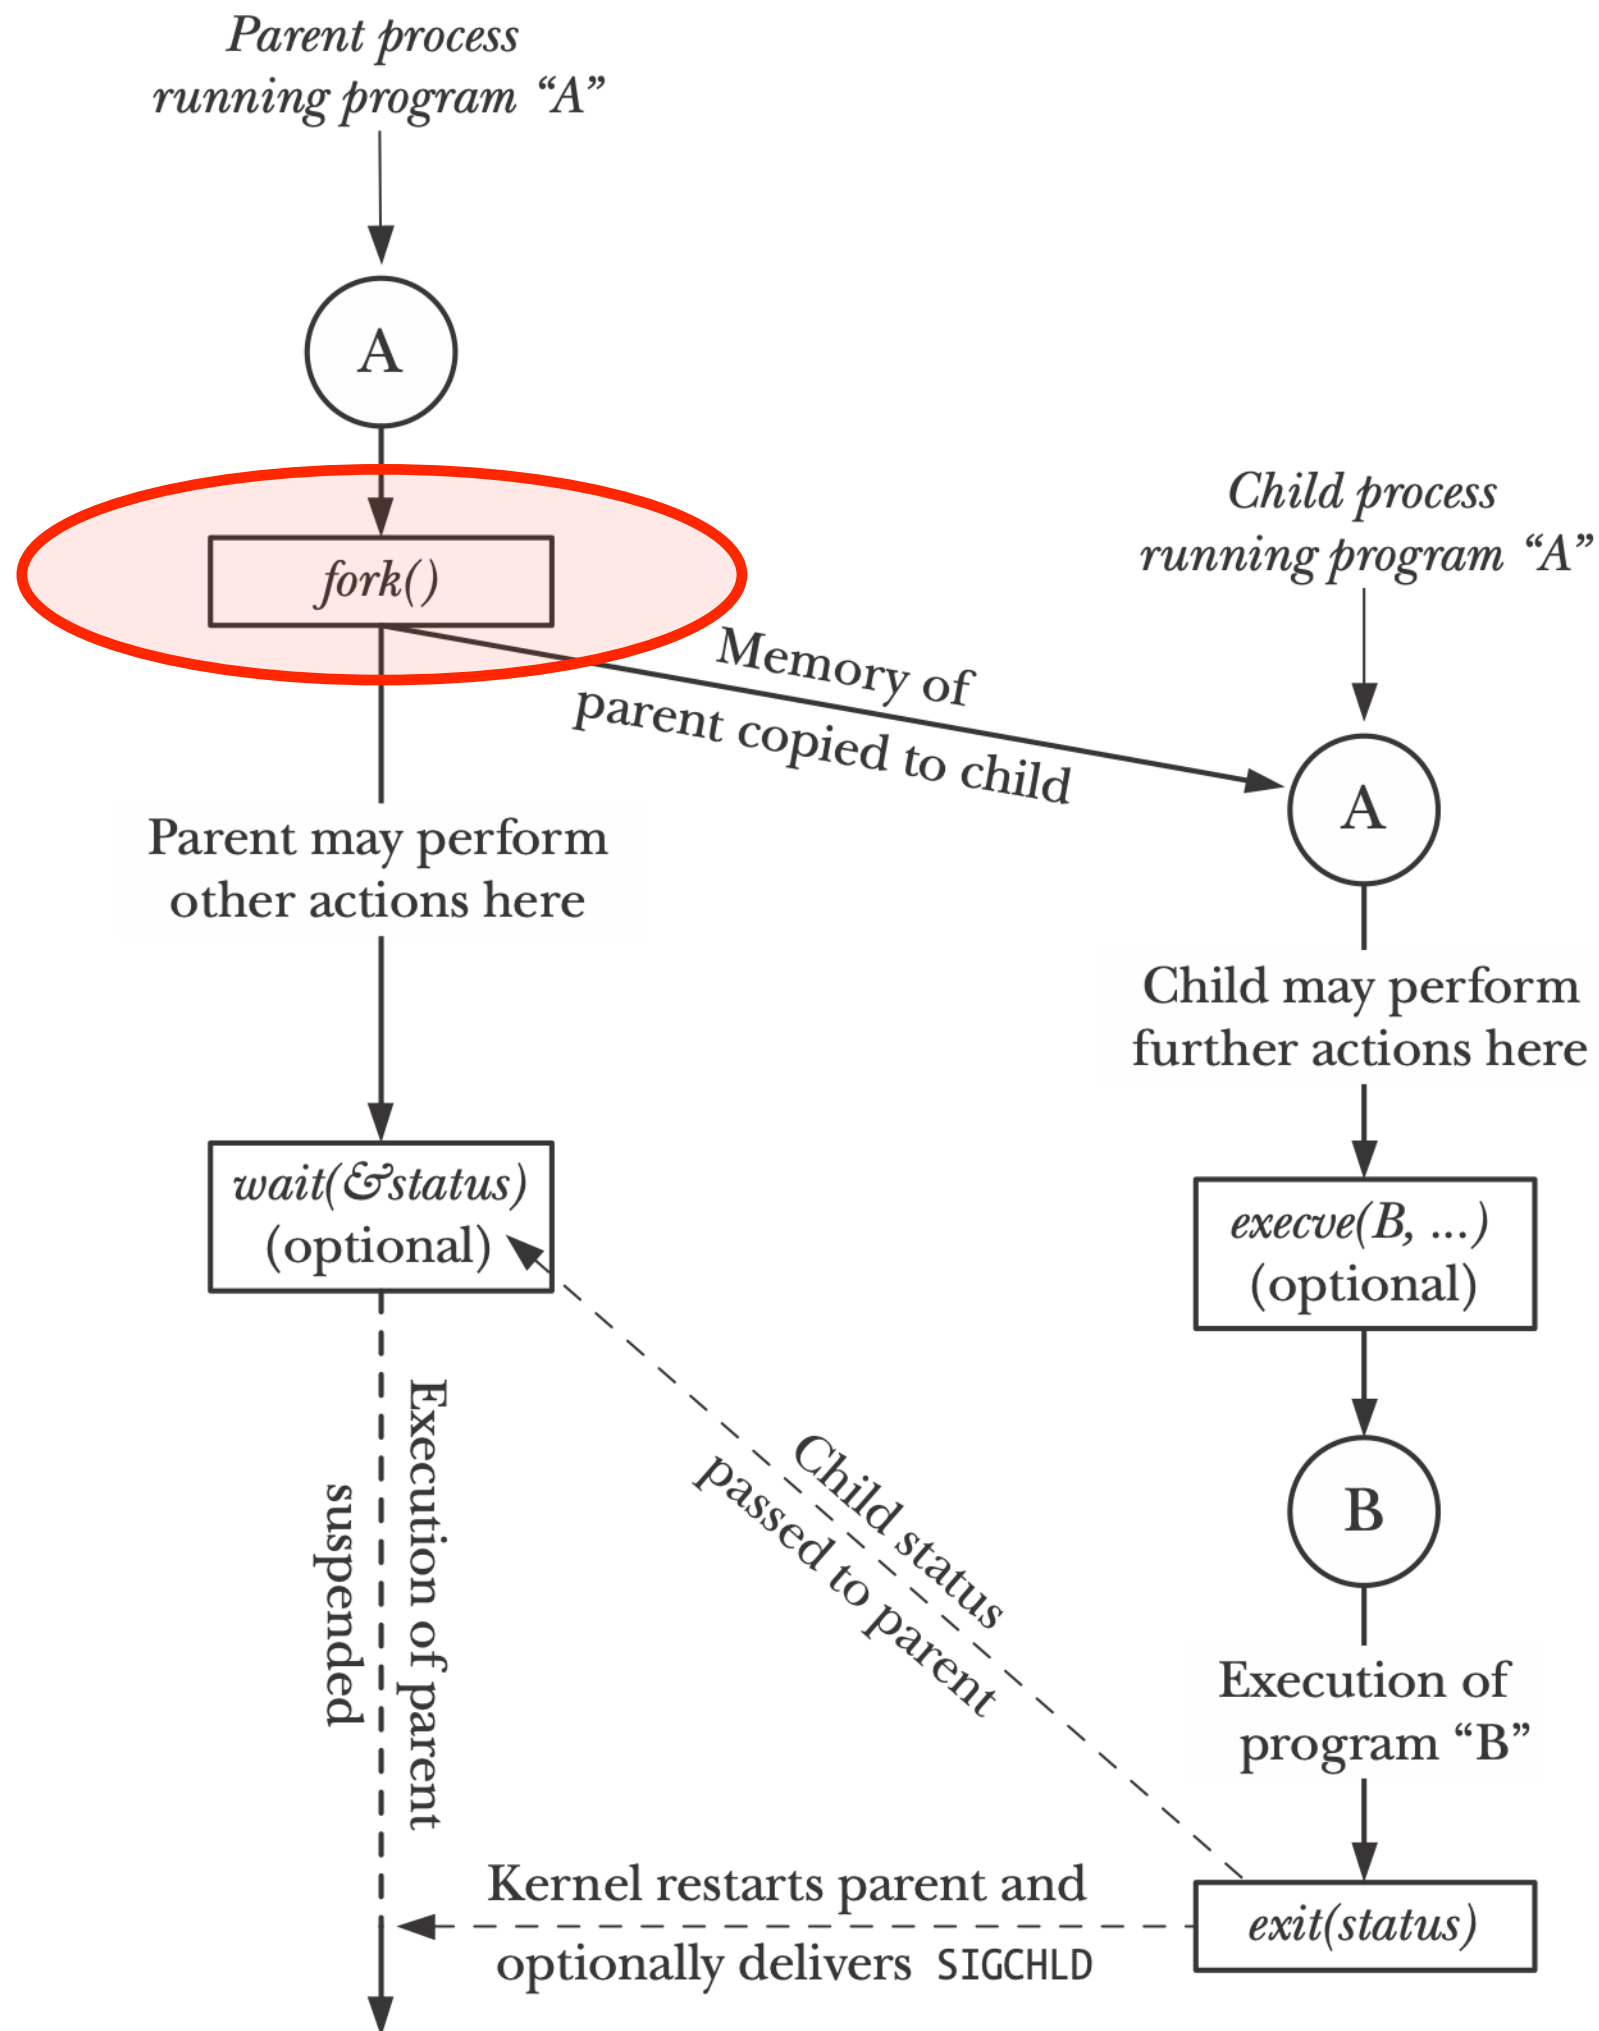 Parent process
running program “A”
A
fork()
Memory of
parent copied to child
Child process
running program “A”
A
Parent may perform
other actions here
Child may perform
further actions here
wait(&status)
(optional)
execve(B, ...)
(optional)
B
Execution of parent
suspended
Child status
passed to parent
Execution of
program “B”
Kernel restarts parent and
optionally delivers SIGCHLD
exit(status)